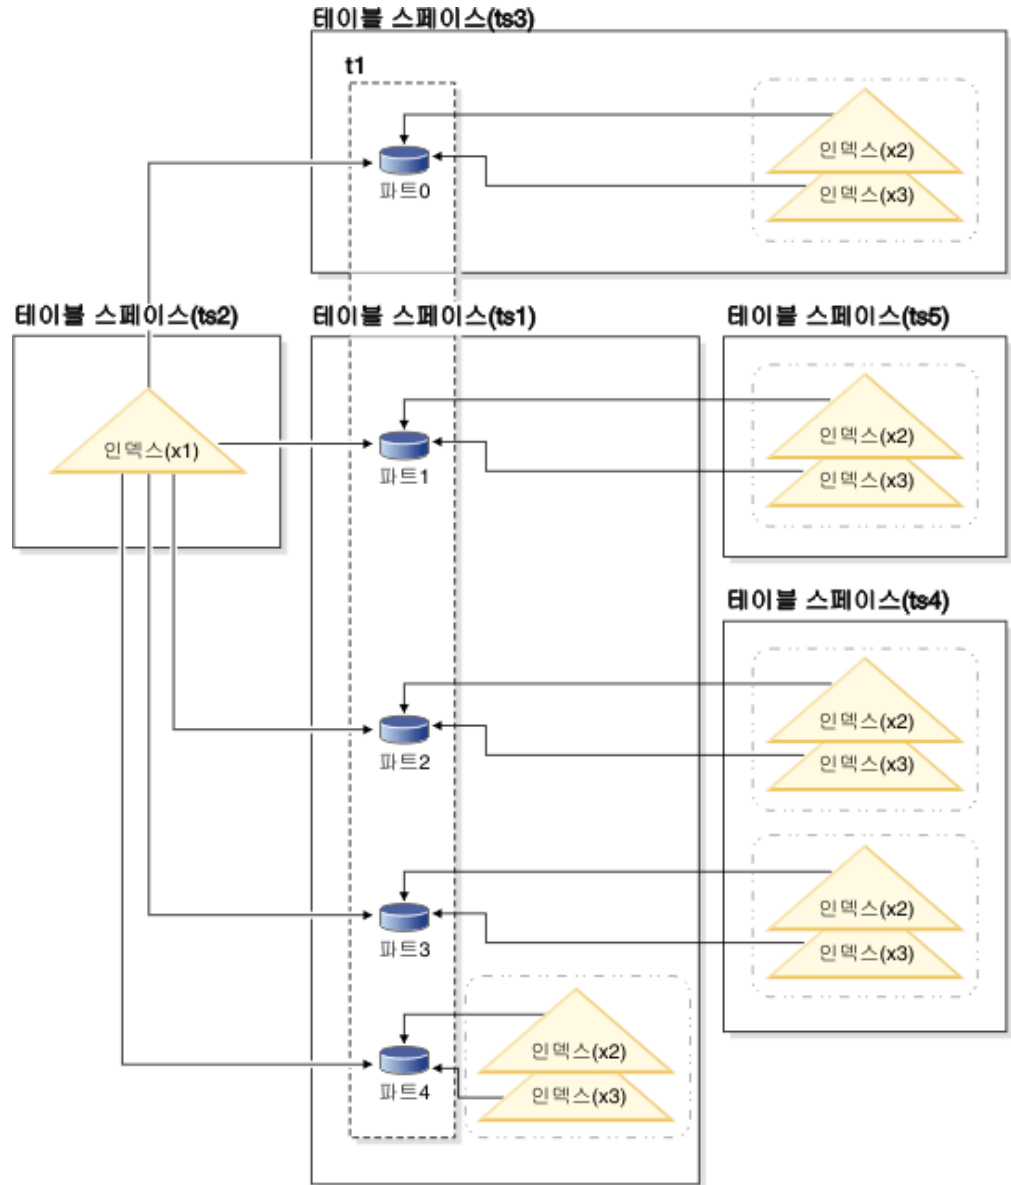 테이블 스페이스(ts3)
t1
인덱스(x2)
파트0
인덱스(x3)
테이블 스페이스(ts2)
테이블 스페이스(ts1)
테이블 스페이스(ts5)
인덱스(x1)
인덱스(x2)
파트1
인덱스(x3)
테이블 스페이스(ts4)
인덱스(x2)
파트2
인덱스(x3)
인덱스(x2)
파트3
인덱스(x3)
인덱스(x2)
파트4
인덱스(x3)